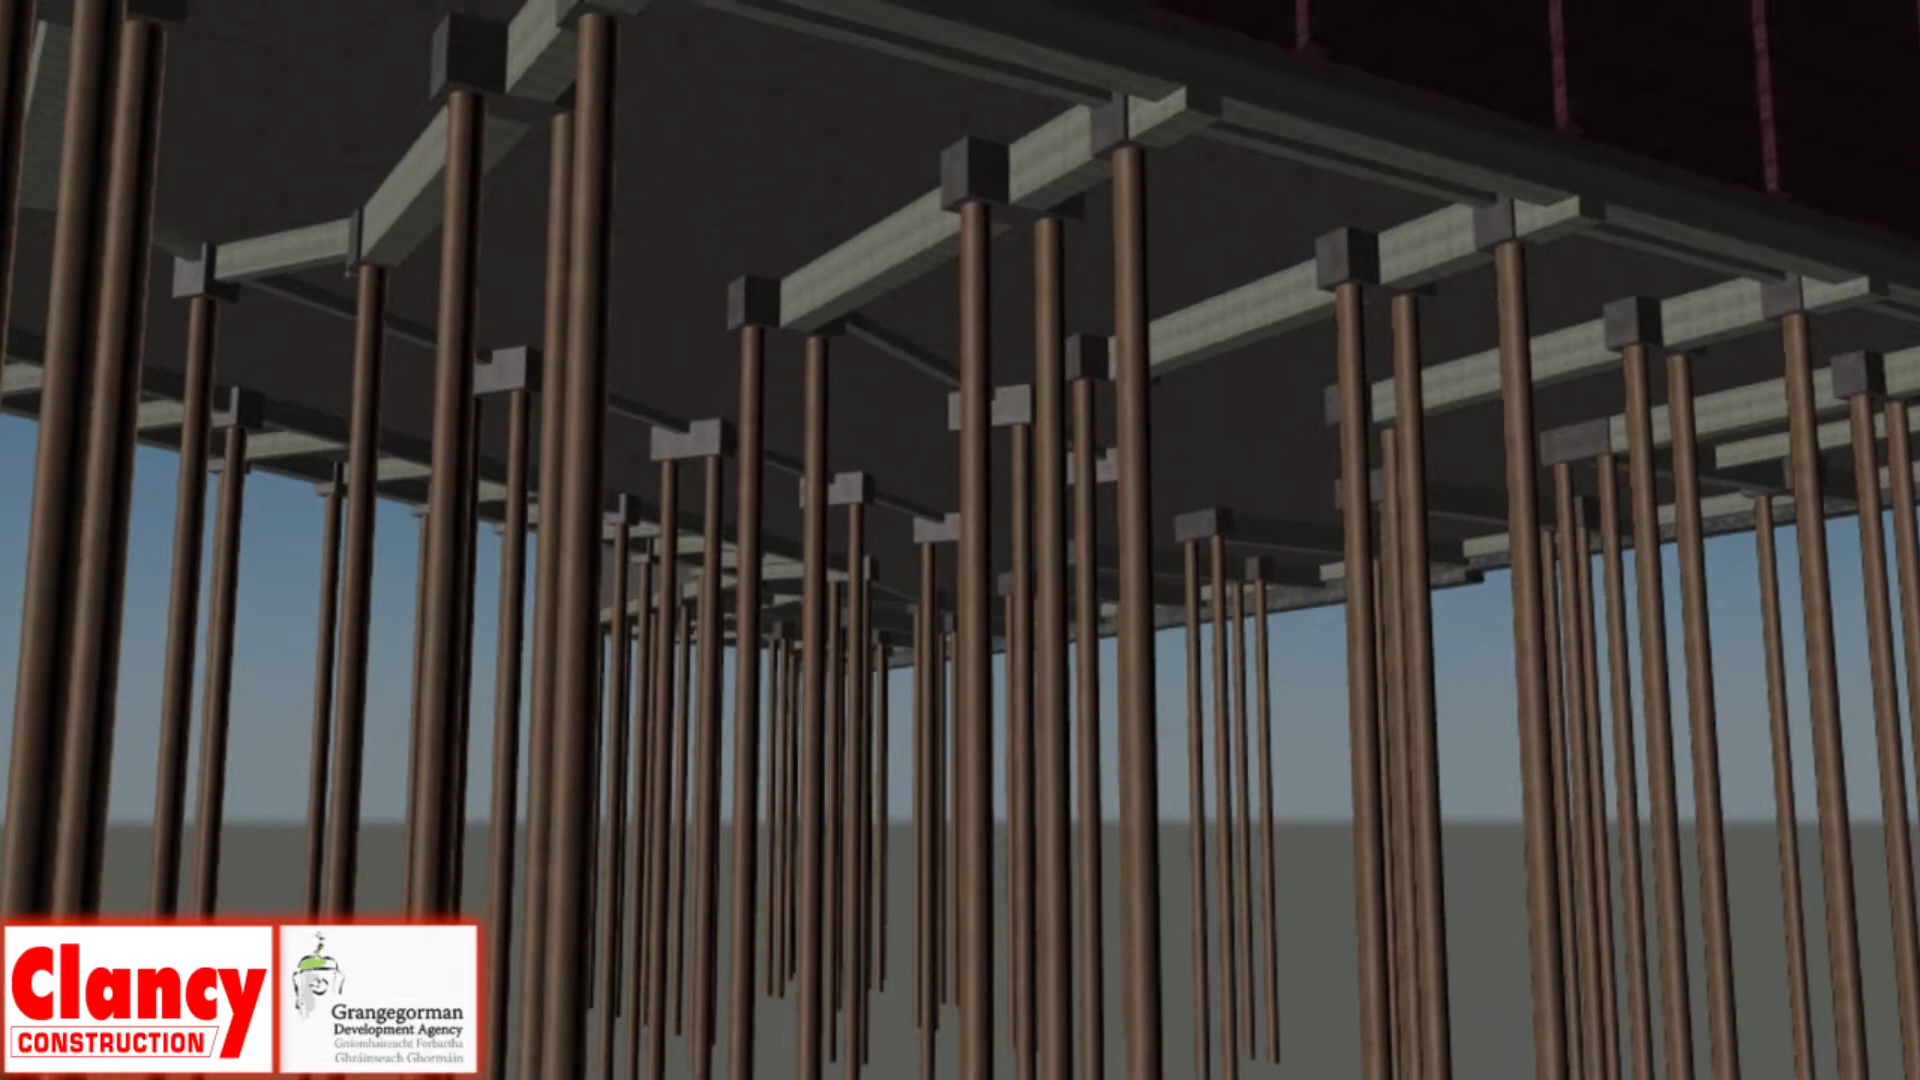 Clancy
CONSTRUCTION
Grangegorman
Development Agency
Gníomhaireacht Forbartha
Ghráinseach Ghormáin